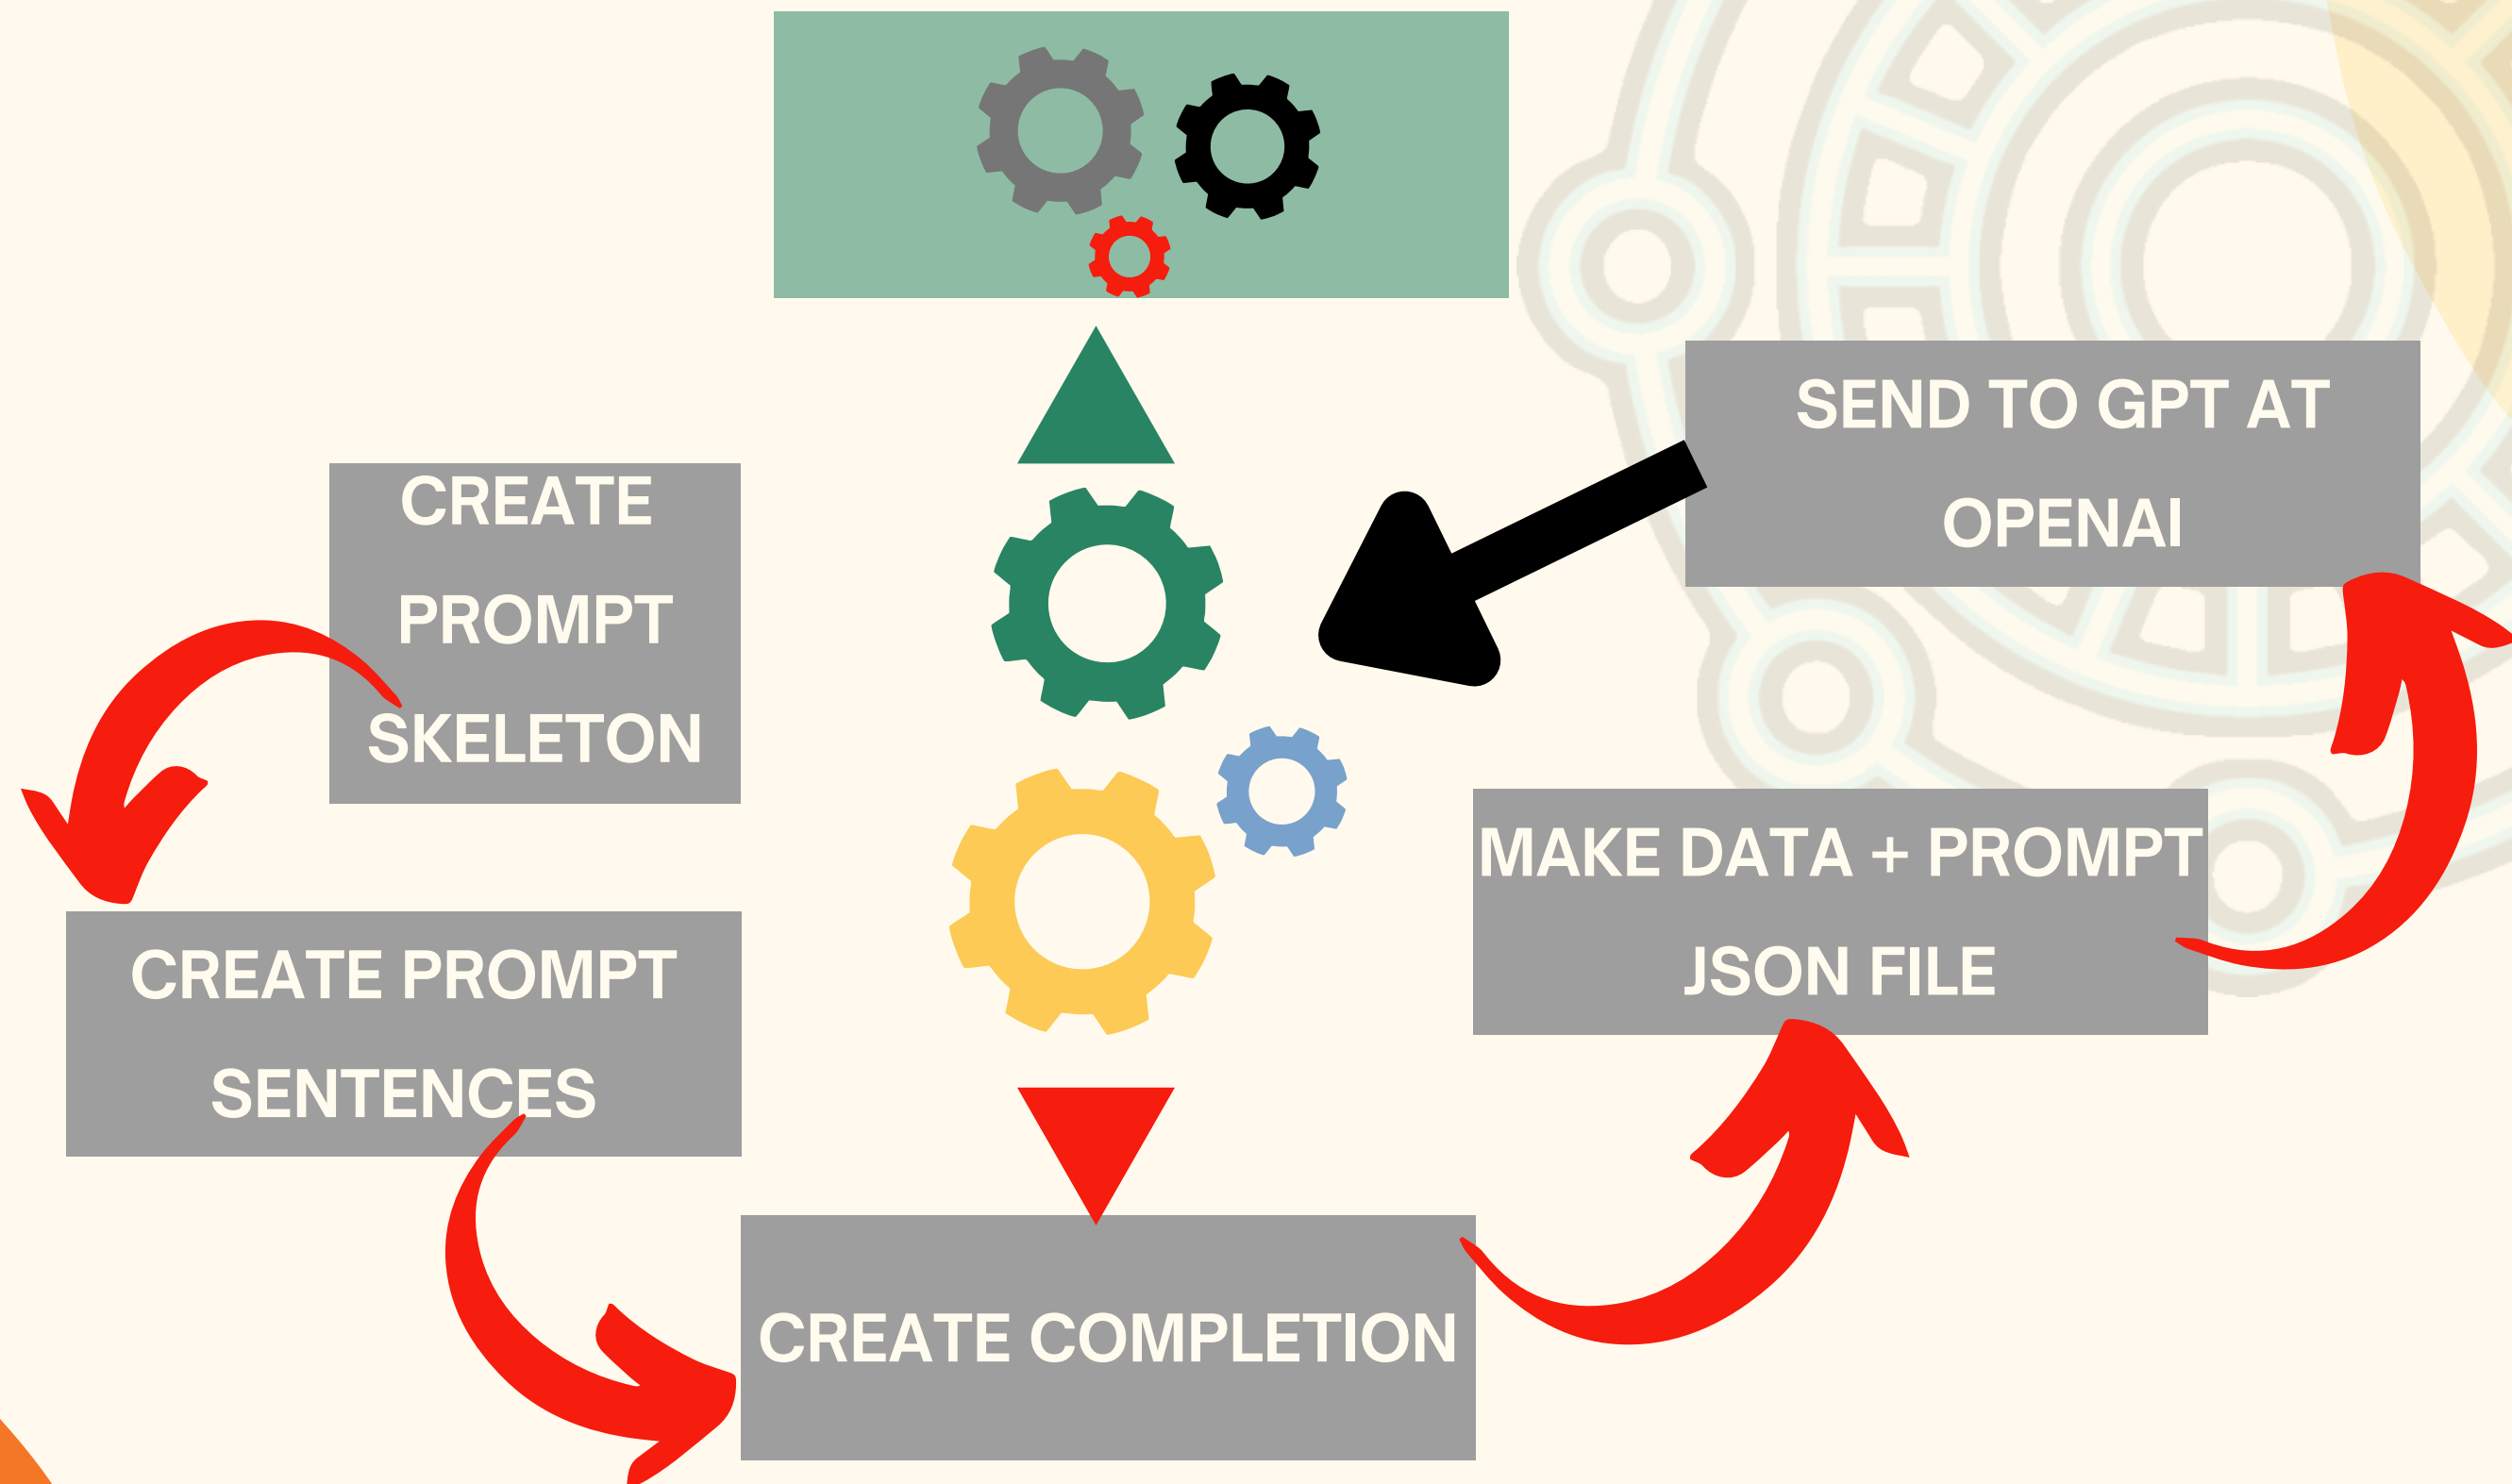 CREATE
PROMPT
SKELETON
CREATE PROMPT
SENTENCES
CREATE COMPLETION
MAKE DATA + PROMPT
JSON FILE
SEND TO GPT AT
OPENAI